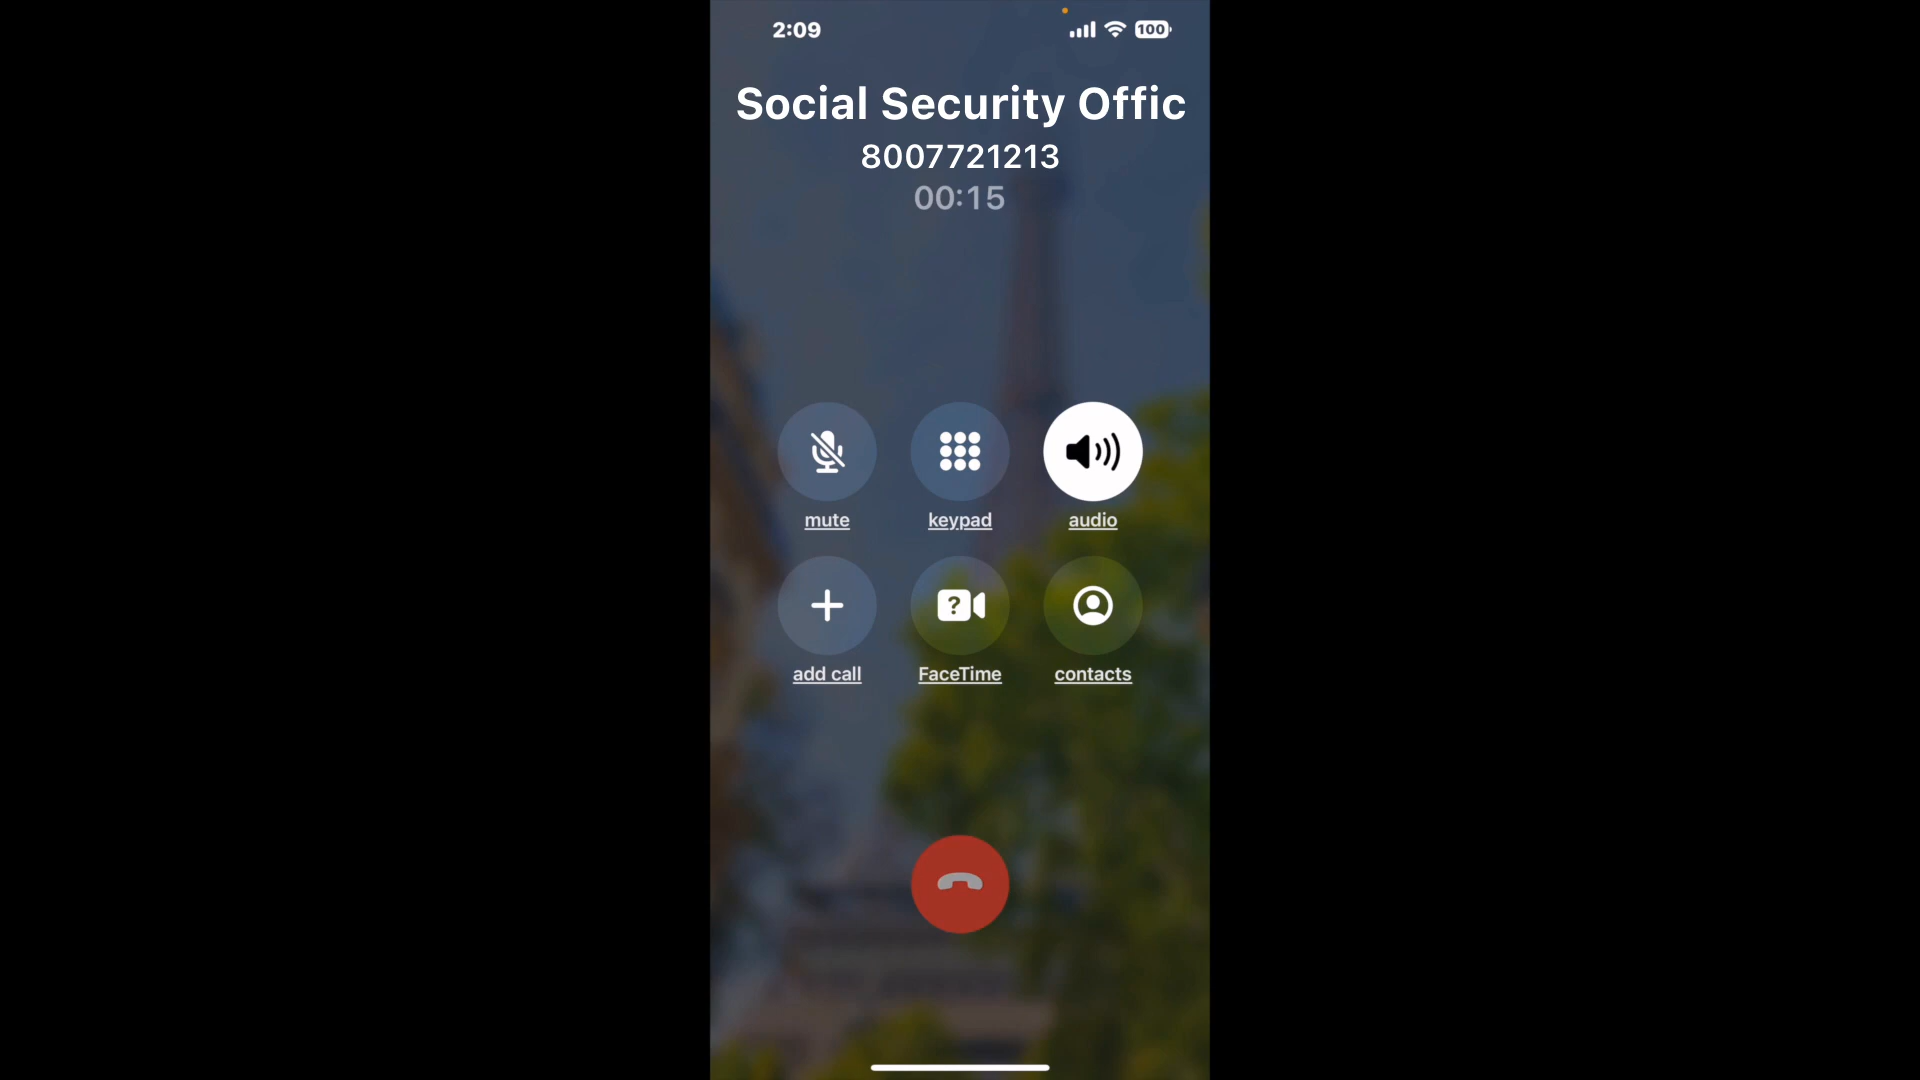 2:09
100
Social Security Offic
8007721213
00:15
mute
keypad
audio
?
add call
FaceTime
contacts